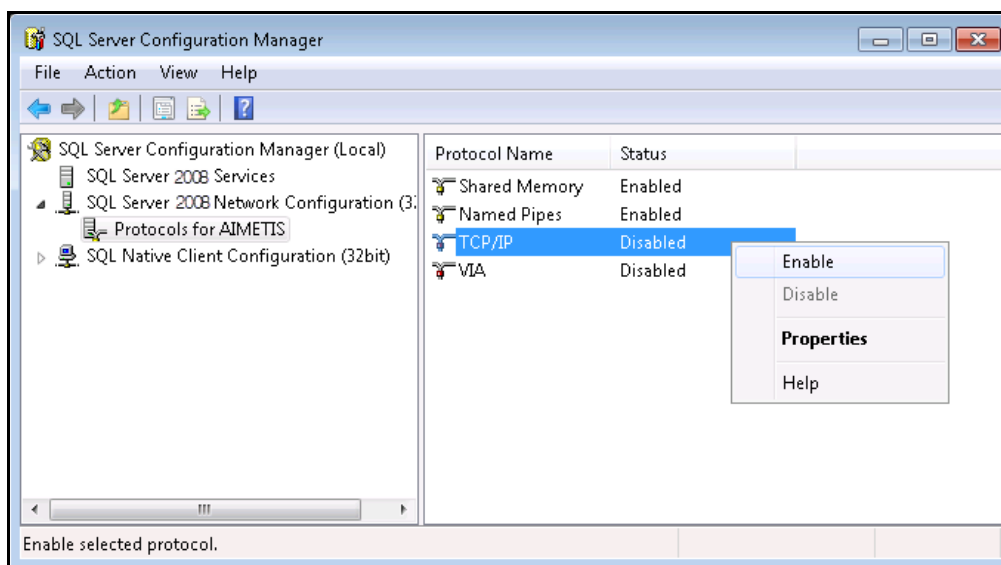 SQL Server Configuration Manager
File Action View Help
SQL Server Configuration Manager (Local)
SQL Server 2008 Services
SQL Server 2008 Network Configuration (3
Protocols for AIMETIS
SQL Native Client Configuration (32bit)
Protocol Name Status
Shared Memory Enabled
Named Pipes Enabled
TCP/IP Disabled
VIA Disabled
Enable
Disable
Properties
Help
Enable selected protocol.